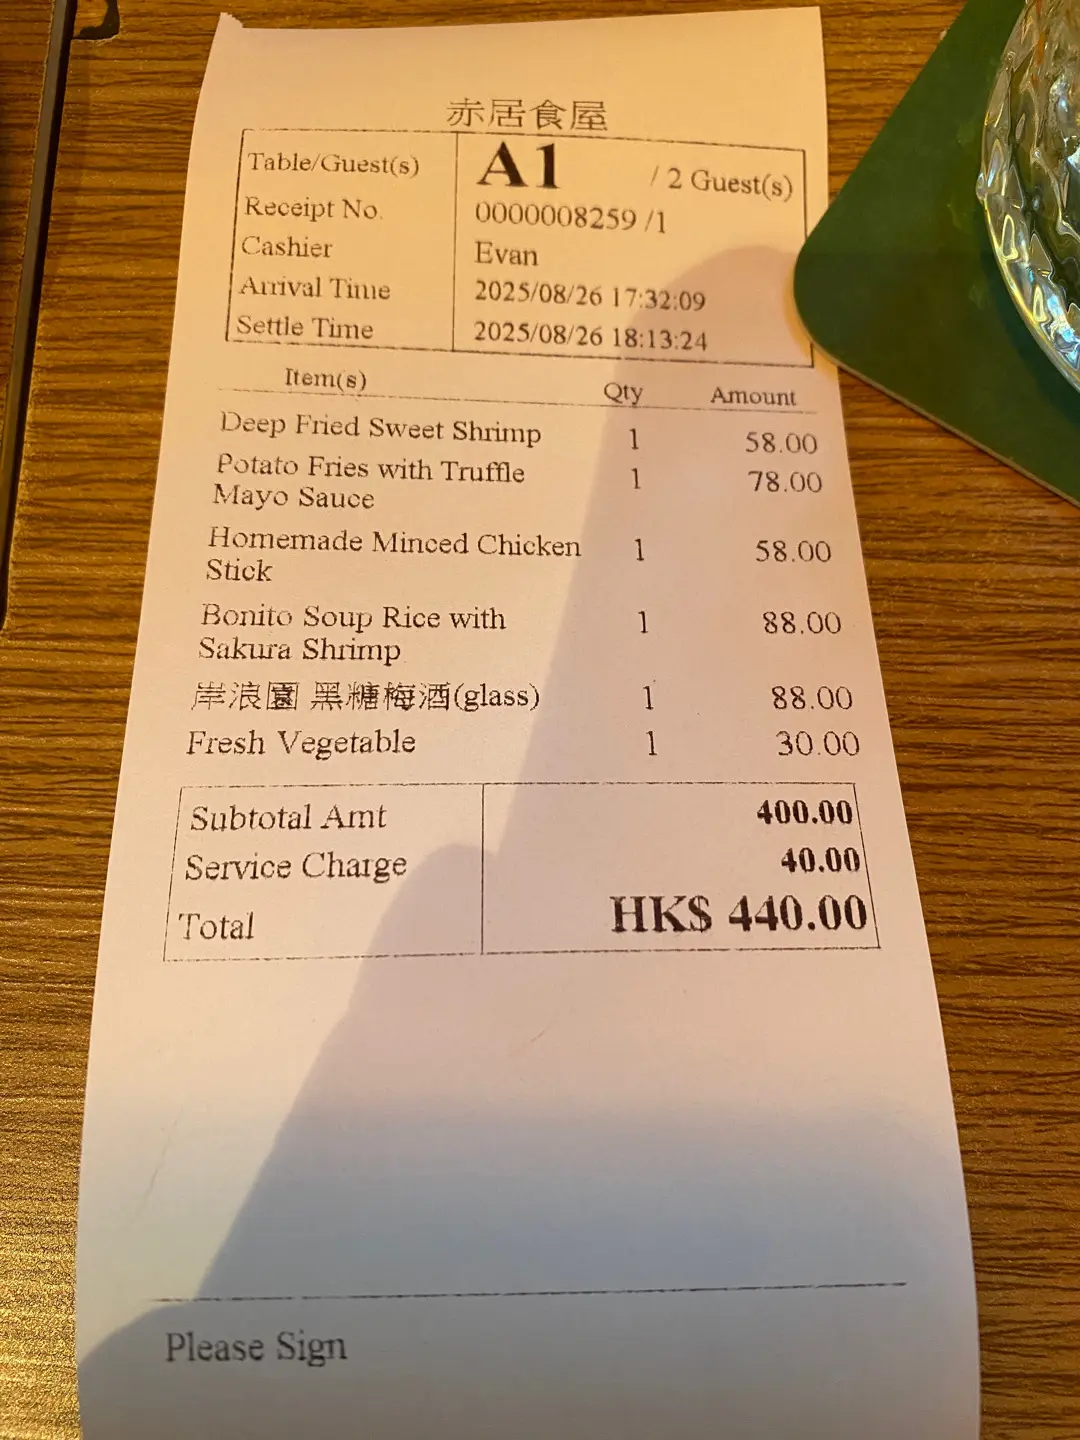 赤居食屋
Table/Guest(s) A1 / 2 Guest(s)
Receipt No. 0000008259 /1
Cashier Evan
Arrival Time 2025/08/26 17:32:09
Settle Time 2025/08/26 18:13:24
Item(s) Qty Amount
Deep Fried Sweet Shrimp 1 58.00
Potato Fries with Truffle 1 78.00
Mayo Sauce
Homemade Minced Chicken 1 58.00
Stick
Bonito Soup Rice with 1 88.00
Sakura Shrimp
岸浪園 黑糖梅酒(glass) 1 88.00
Fresh Vegetable 1 30.00
Subtotal Amt 400.00
Service Charge 40.00
Total HK$ 440.00
Please Sign